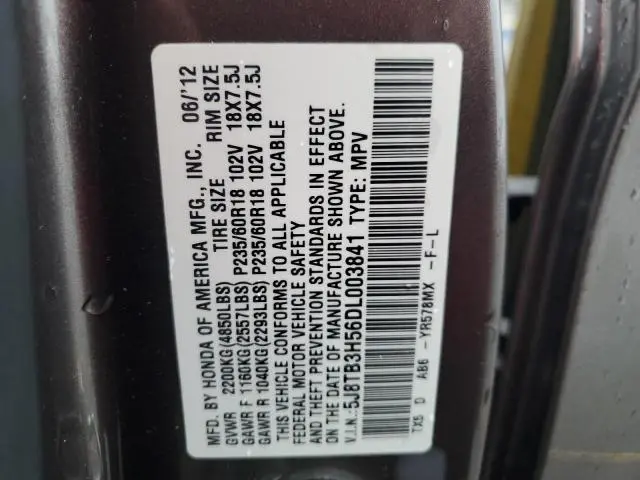 MFD. BY HONDA OF AMERICA MFG., INC. 06/'12
TIRE SIZE RIM SIZE
GVWR 2200KG(4850LBS)
GAWR F 1160KG(2557LBS) P235/60R18 102V 18X7.5J
GAWR R 1040KG(2293LBS) P235/60R18 102V 18X7.5J
THIS VEHICLE CONFORMS TO ALL APPLICABLE
FEDERAL MOTOR VEHICLE SAFETY
AND THEFT PREVENTION STANDARDS IN EFFECT
ON THE DATE OF MANUFACTURE SHOWN ABOVE.
V.I.N.:5J8TB3H56DL003841 TYPE: MPV
TX5 D AB6 -YR578MX -F-L